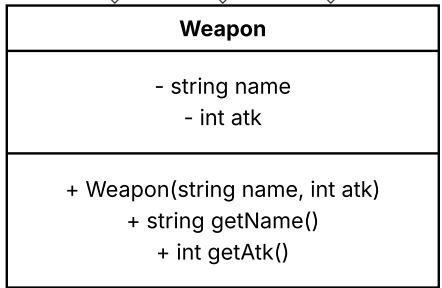 Weapon
- string name
- int atk
+ Weapon(string name, int atk)
+ string getName()
+ int getAtk()